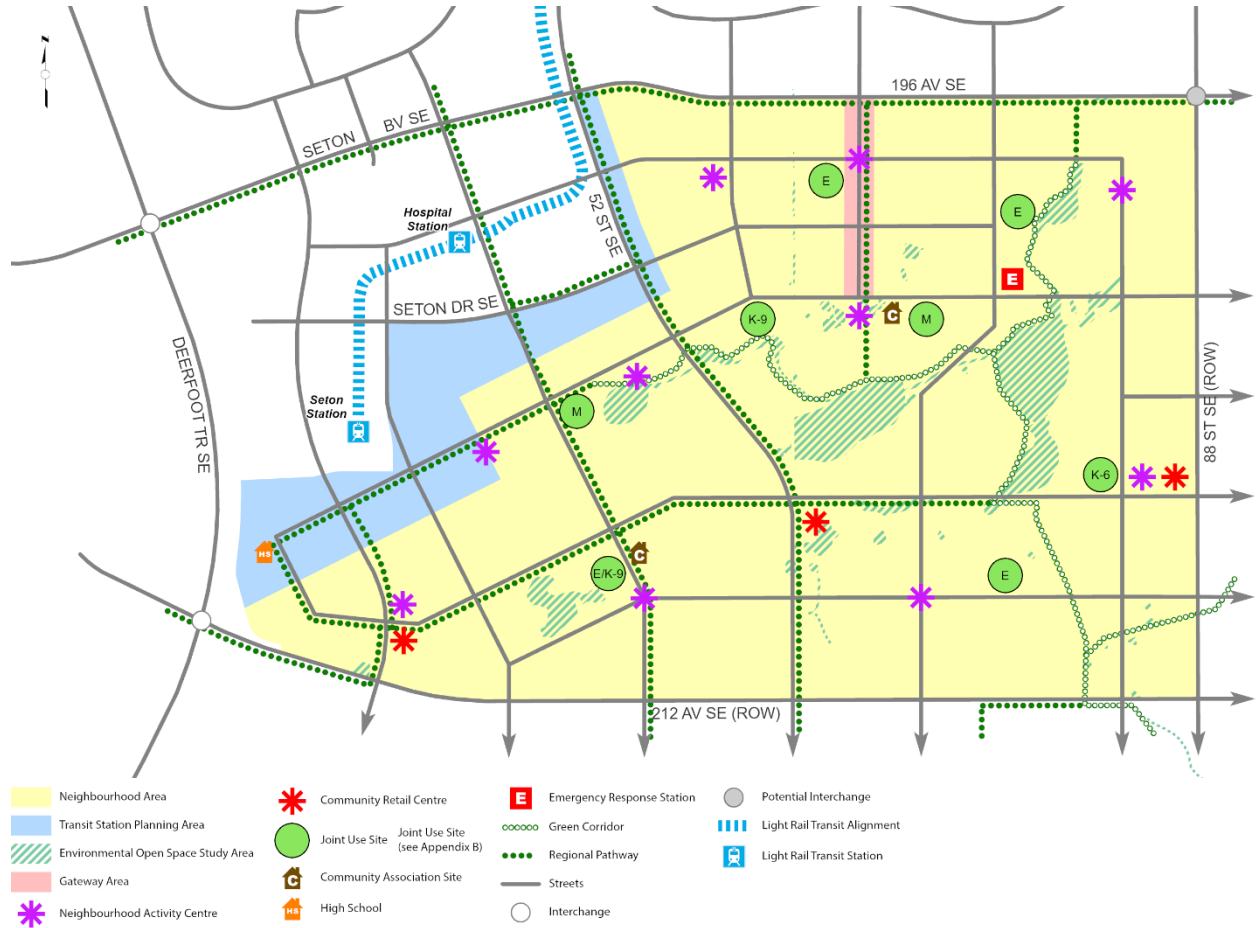 N
196 AV SE
SETON BV SE
52 ST SE
Hospital
Station
E
E
E
SETON DR SE
K-9
C
M
DEERFOOT TR SE
Seton
Station
M
88 ST SE (ROW)
K-6
HS
E/K-9
C
E
212 AV SE (ROW)
Neighbourhood Area
Transit Station Planning Area
Environmental Open Space Study Area
Gateway Area
Neighbourhood Activity Centre
Community Retail Centre
Joint Use Site
Joint Use Site
(see Appendix B)
C
Community Association Site
HS
High School
E
Emergency Response Station
Green Corridor
Regional Pathway
Streets
Interchange
Potential Interchange
Light Rail Transit Alignment
Light Rail Transit Station